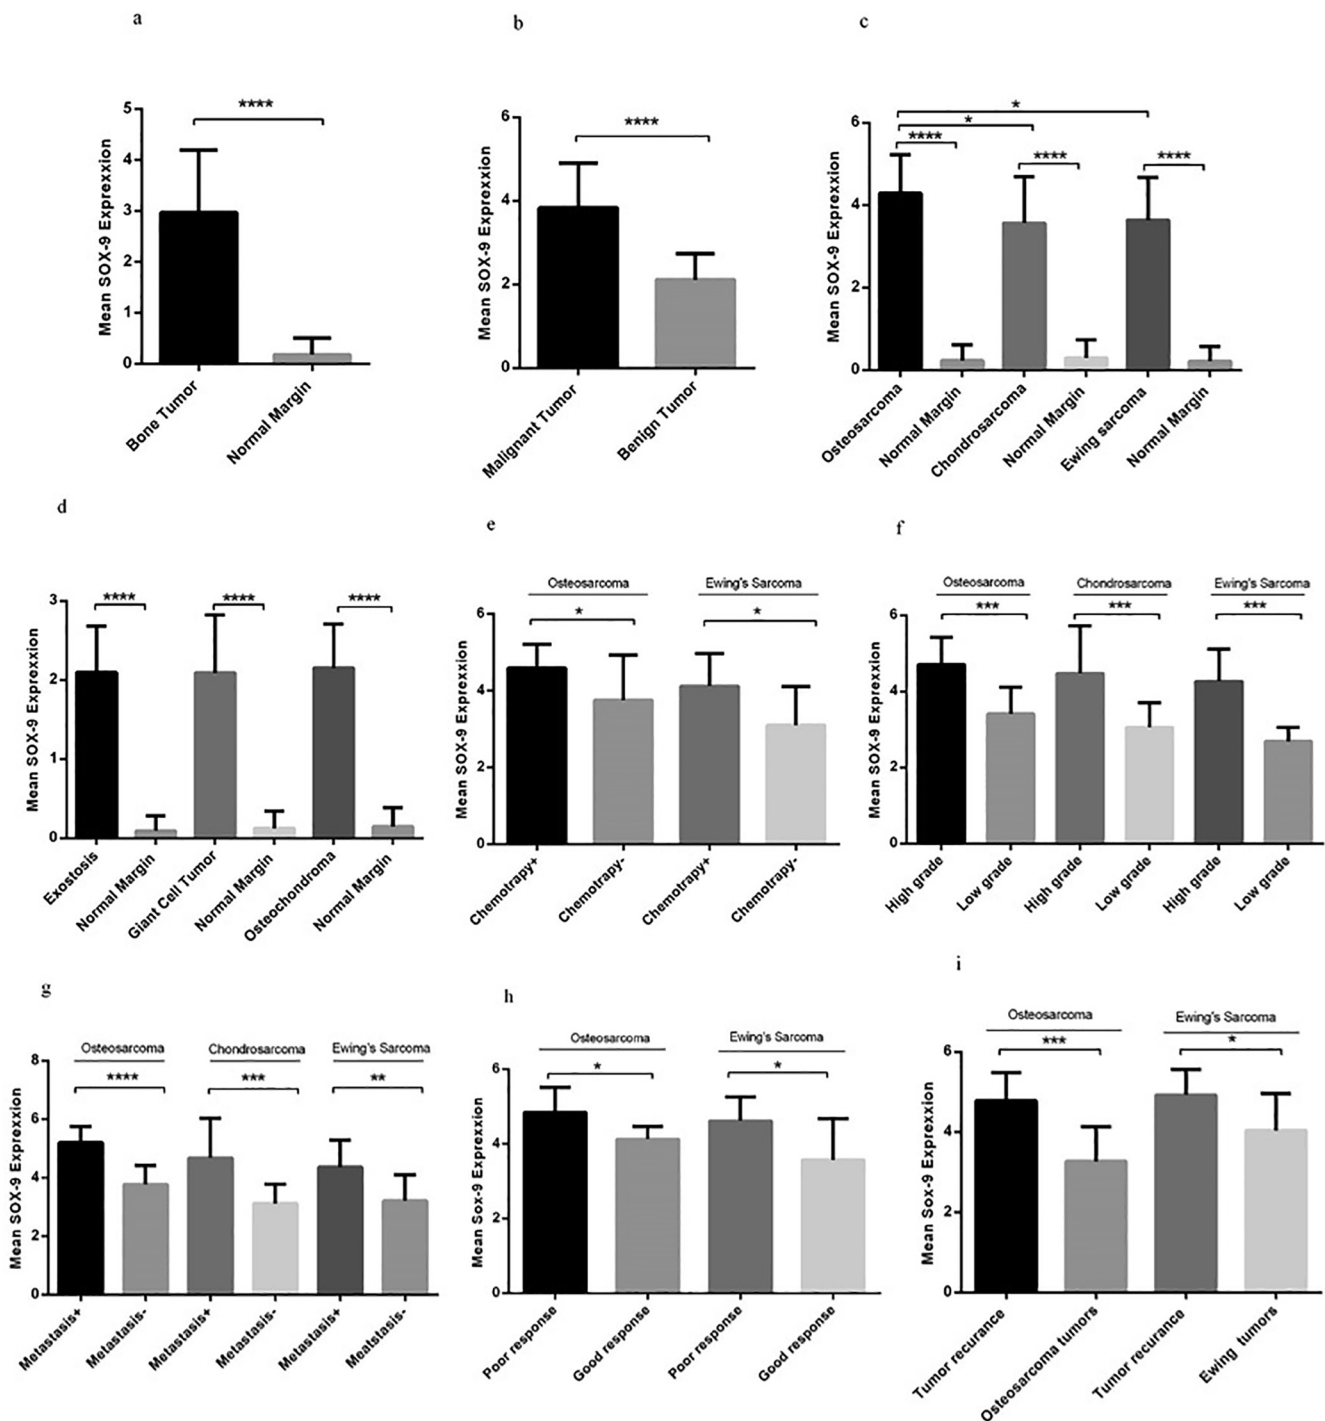 a
****
Mean SOX-9 Exprexxion
5
4
3
2
1
0
Bone Tumor
Normal Margin
b
****
Mean SOX-9 Exprexxion
6
4
2
0
Malignant Tumor
Benign Tumor
c
*
*
****
****
****
Mean SOX-9 Exprexxion
6
4
2
0
Osteosarcoma
Normal Margin
Chondrosarcoma
Normal Margin
Ewing sarcoma
Normal Margin
d
****
****
****
Mean SOX-9 Exprexxion
3
2
1
0
Exostosis
Normal Margin
Giant Cell Tumor
Normal Margin
Osteochondroma
Normal Margin
e
Osteosarcoma
Ewing's Sarcoma
*
*
Mean SOX-9 Exprexxion
6
4
2
0
Chemotrapy+
Chemotrapy-
Chemotrapy+
Chemotrapy-
f
Osteosarcoma
Chondrosarcoma
Ewing's Sarcoma
***
***
***
Mean SOX-9 Exprexxion
6
4
2
0
High grade
Low grade
High grade
Low grade
High grade
Low grade
g
Osteosarcoma
Chondrosarcoma
Ewing's Sarcoma
****
***
**
Mean SOX-9 Exprexxion
8
6
4
2
0
Metastasis+
Metastasis-
Metastasis+
Metastasis-
Metastasis+
Meatstasis-
h
Osteosarcoma
Ewing's Sarcoma
*
*
Mean Sox-9 Exprexxion
6
4
2
0
Poor response
Good response
Poor response
Good response
i
Osteosarcoma
Ewing's Sarcoma
***
*
Mean Sox-9 Exprexxion
6
4
2
0
Tumor recurance
Osteosarcoma tumors
Tumor recurance
Ewing tumors